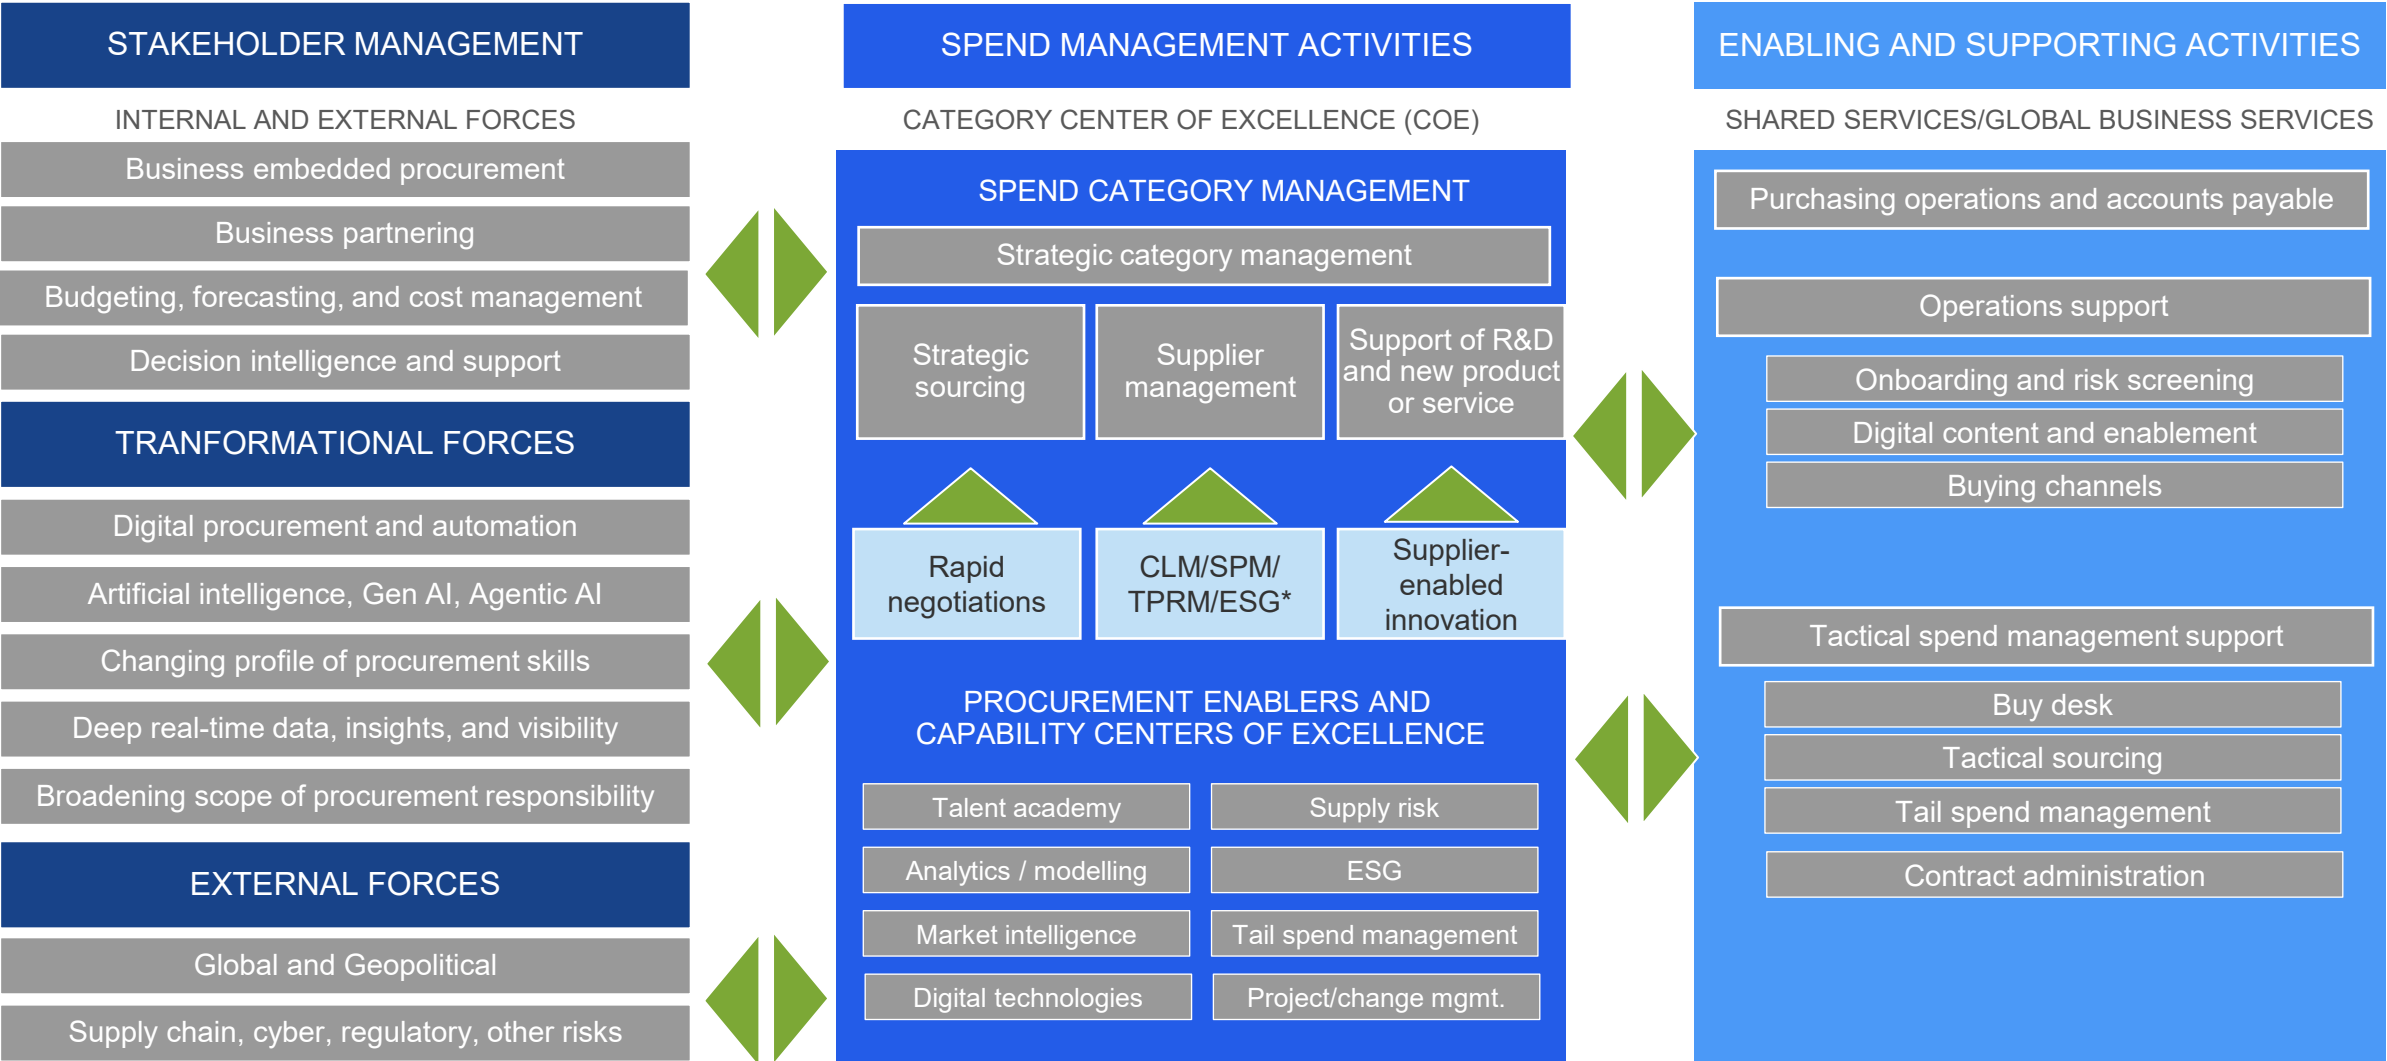 STAKEHOLDER MANAGEMENT
INTERNAL AND EXTERNAL FORCES
Business embedded procurement
Business partnering
Budgeting, forecasting, and cost management
Decision intelligence and support
TRANFORMATIONAL FORCES
Digital procurement and automation
Artificial intelligence, Gen AI, Agentic AI
Changing profile of procurement skills
Deep real-time data, insights, and visibility
Broadening scope of procurement responsibility
EXTERNAL FORCES
Global and Geopolitical
Supply chain, cyber, regulatory, other risks
SPEND MANAGEMENT ACTIVITIES
CATEGORY CENTER OF EXCELLENCE (COE)
SPEND CATEGORY MANAGEMENT
Strategic category management
Strategic
sourcing
Supplier
management
Support of R&D
and new product
or service
Rapid
negotiations
CLM/SPM/
TPRM/ESG*
Supplier-
enabled
innovation
PROCUREMENT ENABLERS AND
CAPABILITY CENTERS OF EXCELLENCE
Talent academy
Supply risk
Analytics / modelling
ESG
Market intelligence
Tail spend management
Digital technologies
Project/change mgmt.
ENABLING AND SUPPORTING ACTIVITIES
SHARED SERVICES/GLOBAL BUSINESS SERVICES
Purchasing operations and accounts payable
Operations support
Onboarding and risk screening
Digital content and enablement
Buying channels
Tactical spend management support
Buy desk
Tactical sourcing
Tail spend management
Contract administration